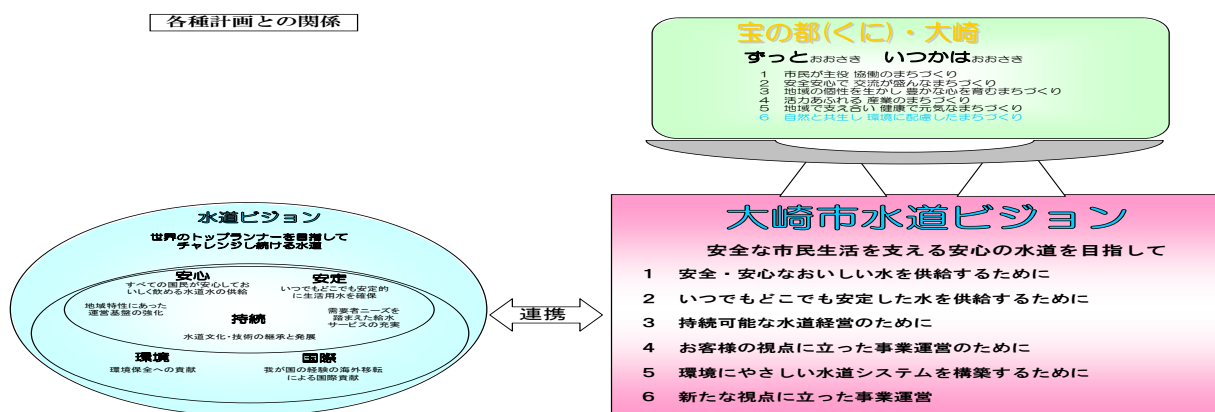 各種計画との関係
宝の都(くに)・大崎
ずっとおおさき いつかはおおさき
1 市民が主役 協働のまちづくり
2 安全安心で 交流が盛んなまちづくり
3 地域の個性を生かし 豊かな心を育むまちづくり
4 活力あふれる 産業のまちづくり
5 地域で支え合い 健康で元気なまちづくり
6 自然と共生し 環境に配慮したまちづくり
水道ビジョン
世界のトップランナーを目指して
チャレンジし続ける水道
安心
すべての国民が安心してお
いしく飲める水道水の供給
安定
いつでもどこでも安定的
に生活用水を確保
地域特性にあった
運営基盤の強化
持続
需要者ニーズを
踏まえた給水
サービスの充実
水道文化・技術の継承と発展
環境
環境保全への貢献
国際
我が国の経験の海外移転
による国際貢献
連携
大崎市水道ビジョン
安全な市民生活を支える安心の水道を目指して
1 安全・安心なおいしい水を供給するために
2 いつでもどこでも安定した水を供給するために
3 持続可能な水道経営のために
4 お客様の視点に立った事業運営のために
5 環境にやさしい水道システムを構築するために
6 新たな視点に立った事業運営